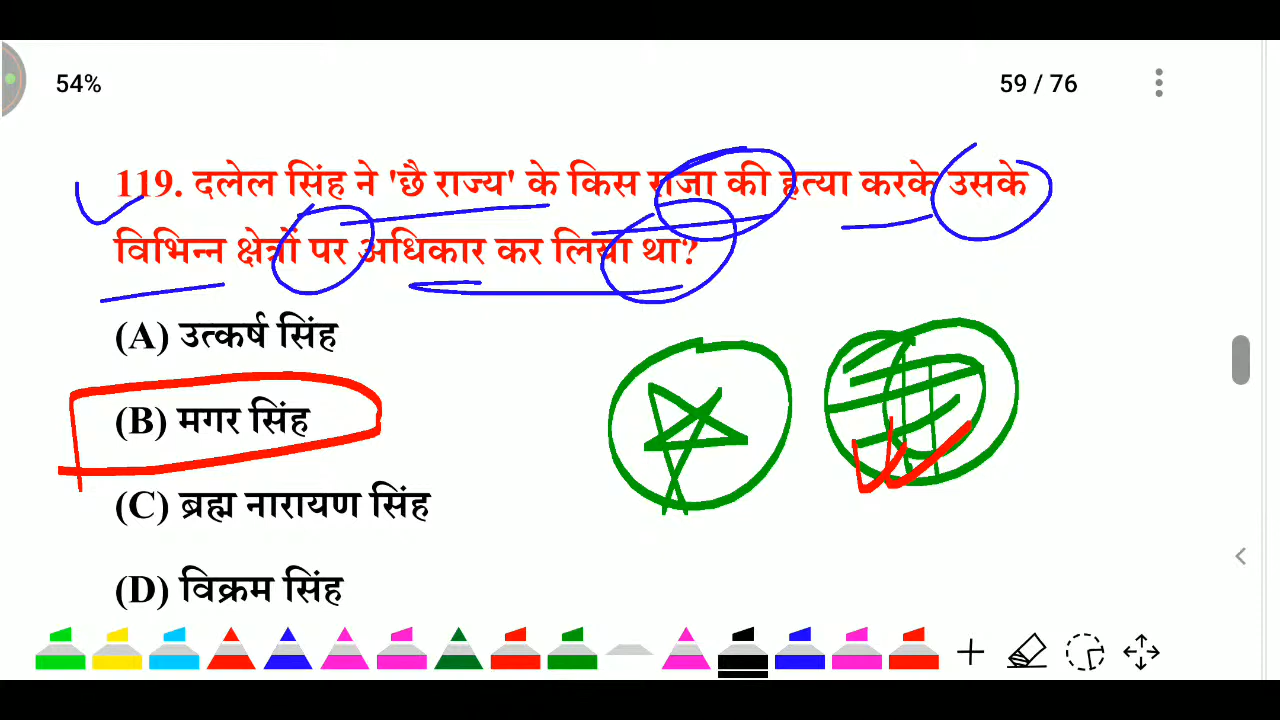 54%
59 / 76
119. दलेल सिंह ने 'छै राज्य' के किस राजा की हत्या करके उसके
विभिन्न क्षेत्रों पर अधिकार कर लिया था?
(A) उत्कर्ष सिंह
(B) मगर सिंह
(C) ब्रह्म नारायण सिंह
(D) विक्रम सिंह